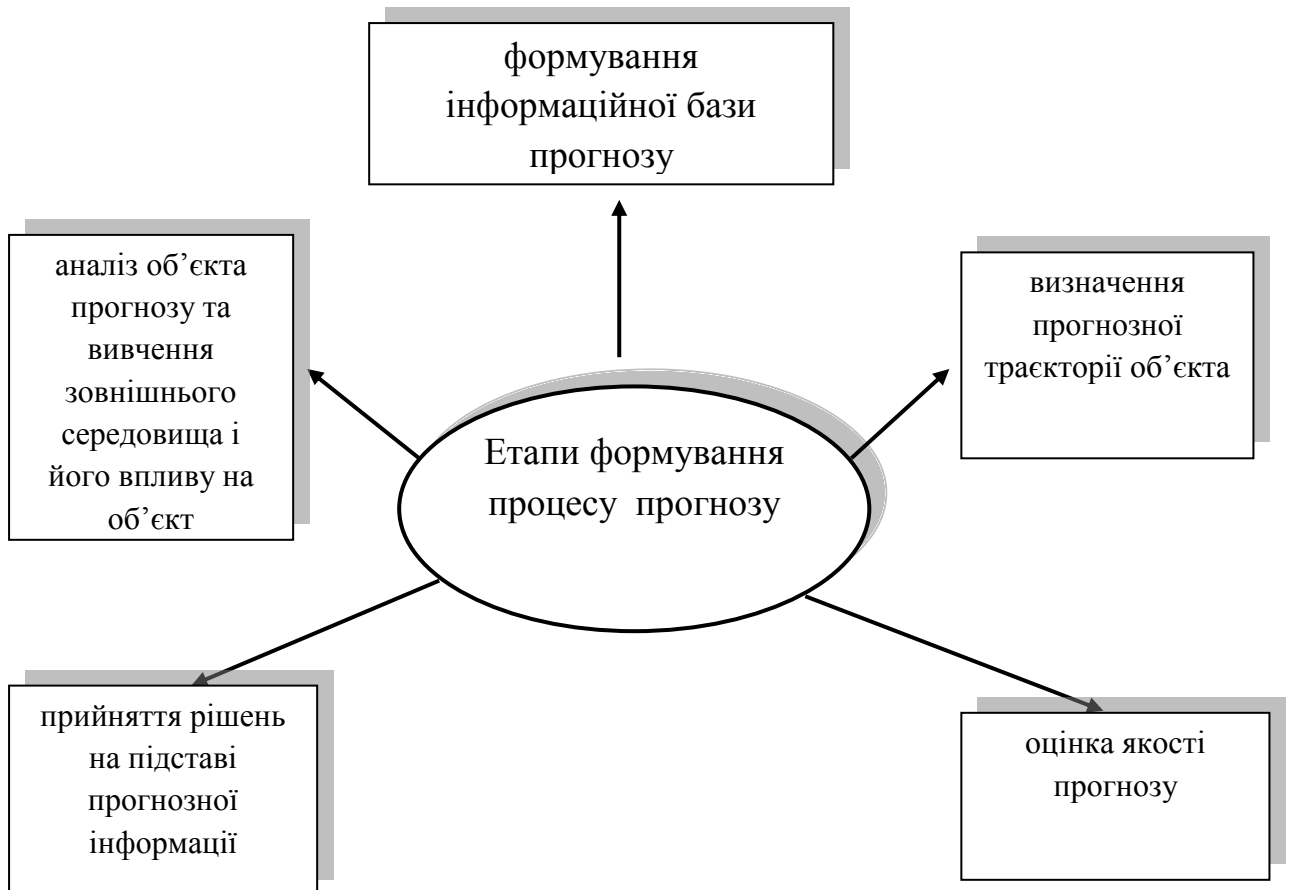 формування
інформаційної бази
прогнозу
аналіз об’єкта
прогнозу та
вивчення
зовнішнього
середовища і
його впливу на
об’єкт
визначення
прогнозної
траєкторії об’єкта
Етапи формування
процесу прогнозу
прийняття рішень
на підставі
прогнозної
інформації
оцінка якості
прогнозу